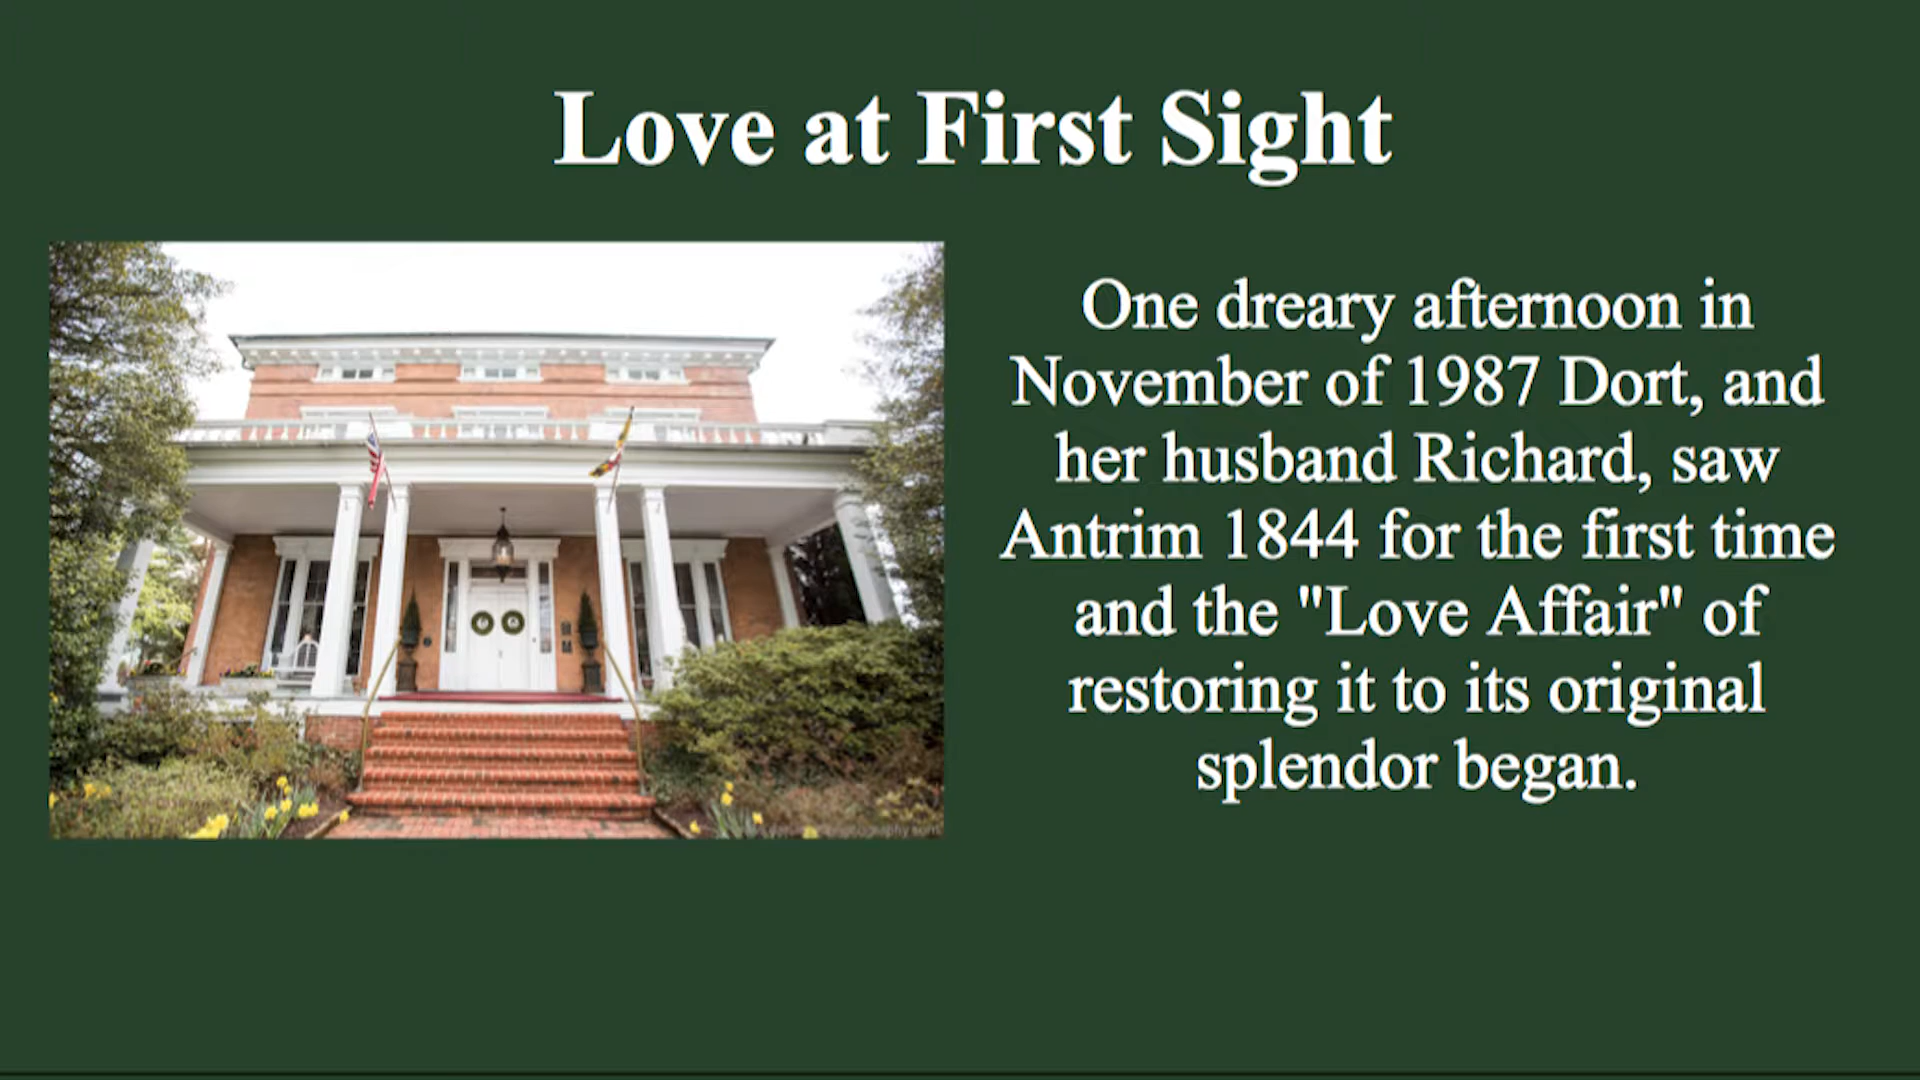 Love at First Sight
One dreary afternoon in
November of 1987 Dort, and
her husband Richard, saw
Antrim 1844 for the first time
and the "Love Affair" of
restoring it to its original
splendor began.